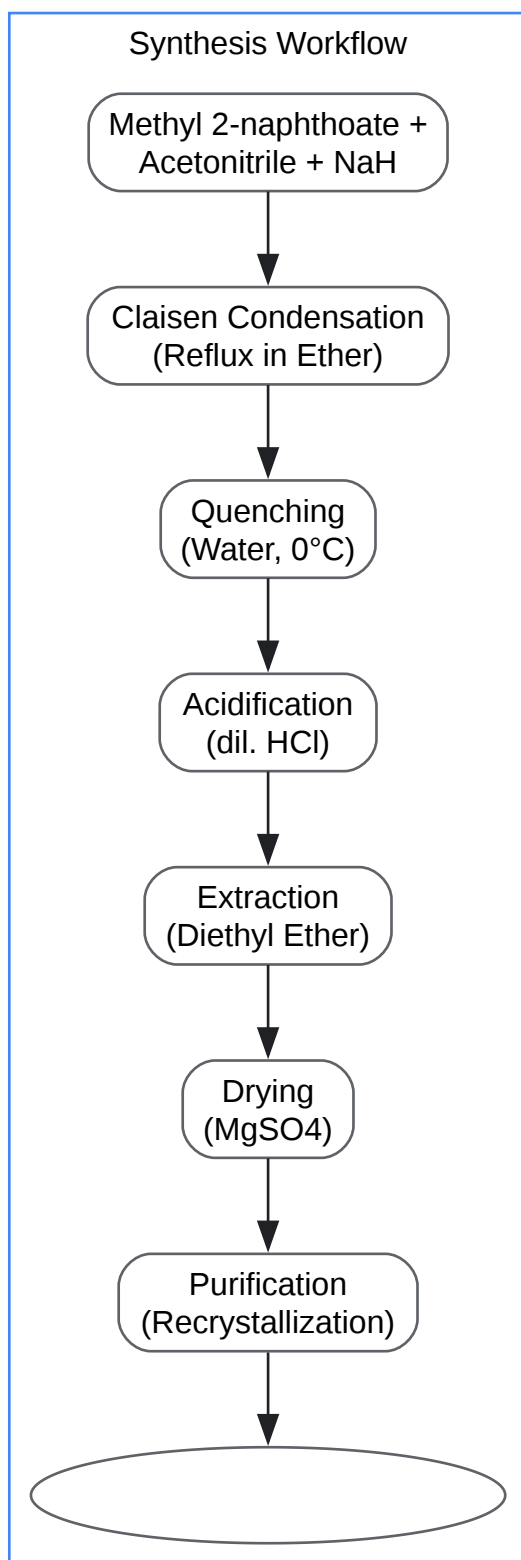 Synthesis Workflow
Methyl 2-naphthoate +
Acetonitrile + NaH
Claisen Condensation
(Reflux in Ether)
Quenching
(Water, 0°C)
Acidification
(dil. HCl)
Extraction
(Diethyl Ether)
Drying
(MgSO4)
Purification
(Recrystallization)